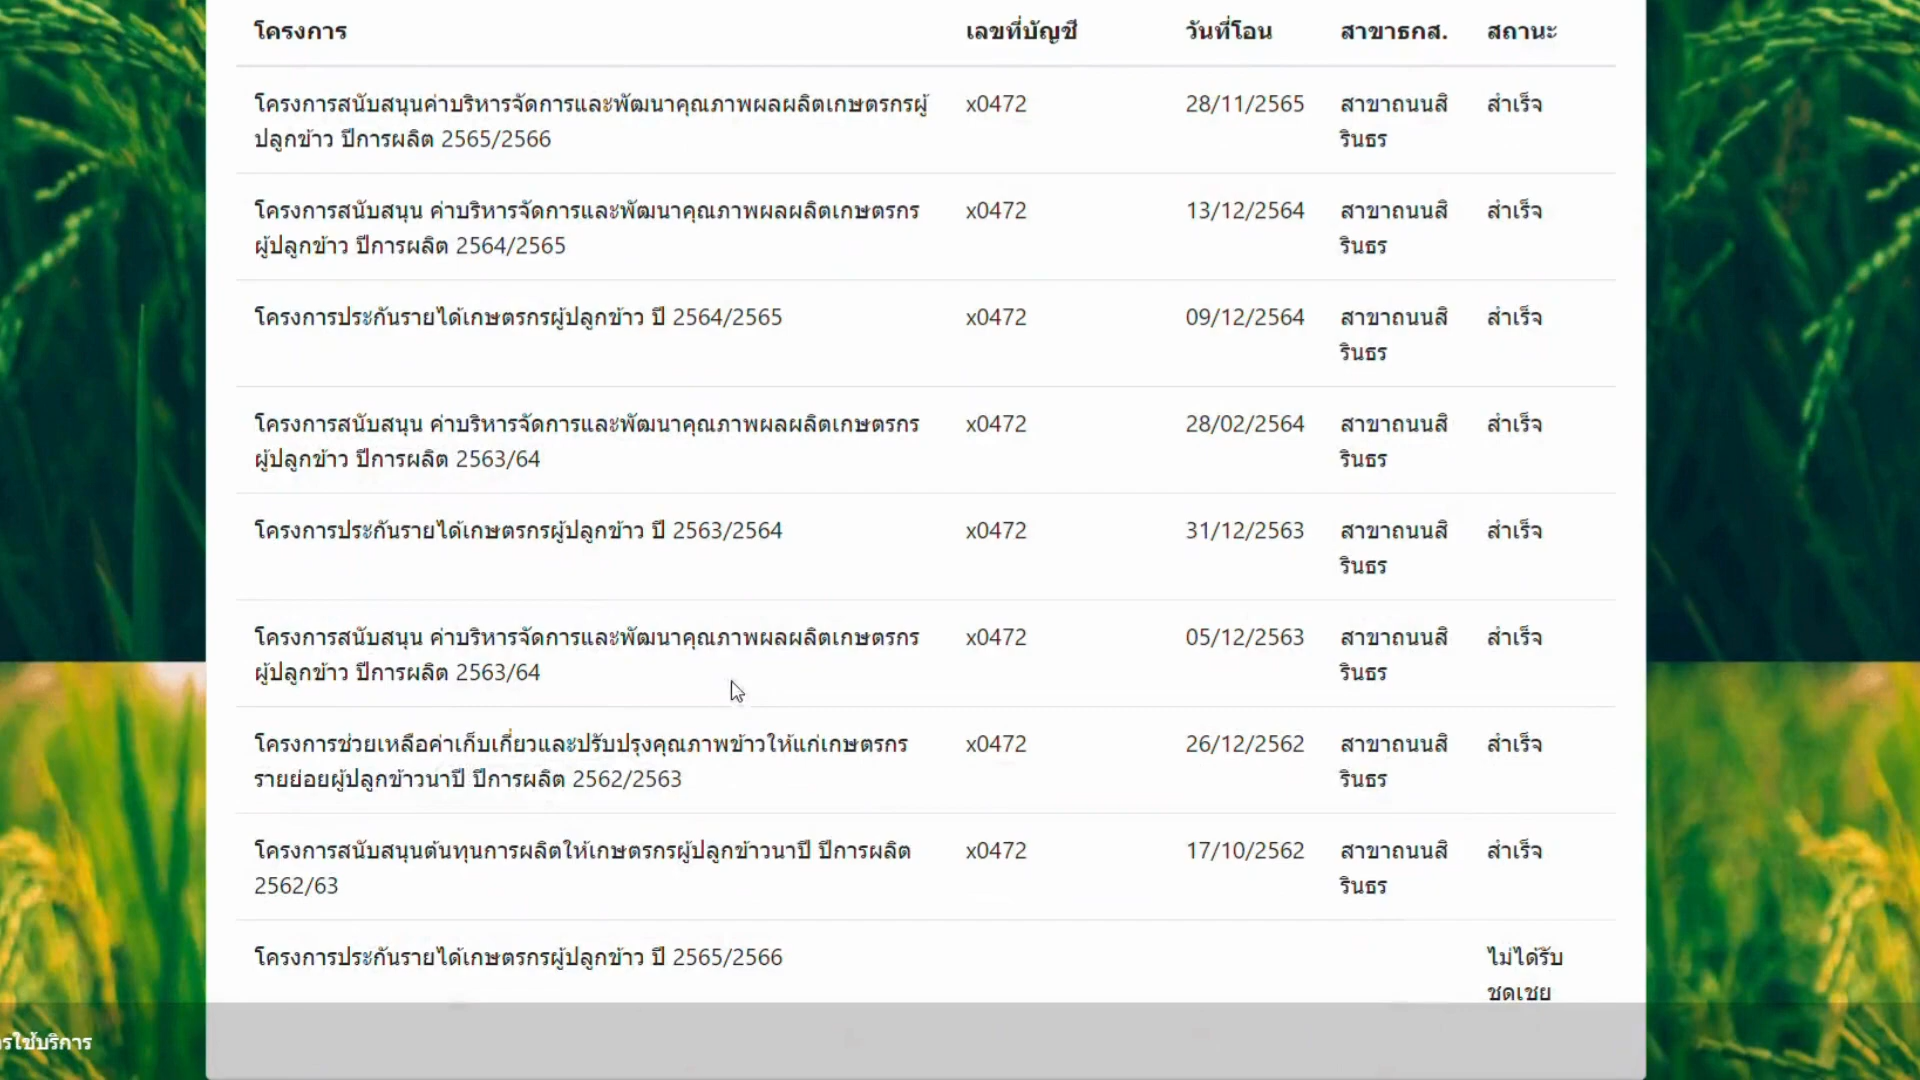 โครงการ เลขที่บัญชี วันที่โอน สาขาธกส. สถานะ
โครงการสนับสนุนค่าบริหารจัดการและพัฒนาคุณภาพผลผลิตเกษตรกรผู้ x0472 28/11/2565 สาขาถนนสิ สำเร็จ
ปลูกข้าว ปีการผลิต 2565/2566 รินธร
โครงการสนับสนุน ค่าบริหารจัดการและพัฒนาคุณภาพผลผลิตเกษตรกร x0472 13/12/2564 สาขาถนนสิ สำเร็จ
ผู้ปลูกข้าว ปีการผลิต 2564/2565 รินธร
โครงการประกันรายได้เกษตรกรผู้ปลูกข้าว ปี 2564/2565 x0472 09/12/2564 สาขาถนนสิ สำเร็จ
รินธร
โครงการสนับสนุน ค่าบริหารจัดการและพัฒนาคุณภาพผลผลิตเกษตรกร x0472 28/02/2564 สาขาถนนสิ สำเร็จ
ผู้ปลูกข้าว ปีการผลิต 2563/64 รินธร
โครงการประกันรายได้เกษตรกรผู้ปลูกข้าว ปี 2563/2564 x0472 31/12/2563 สาขาถนนสิ สำเร็จ
รินธร
โครงการสนับสนุน ค่าบริหารจัดการและพัฒนาคุณภาพผลผลิตเกษตรกร x0472 05/12/2563 สาขาถนนสิ สำเร็จ
ผู้ปลูกข้าว ปีการผลิต 2563/64 รินธร
โครงการช่วยเหลือค่าเก็บเกี่ยวและปรับปรุงคุณภาพข้าวให้แก่เกษตรกร x0472 26/12/2562 สาขาถนนสิ สำเร็จ
รายย่อยผู้ปลูกข้าวนาปี ปีการผลิต 2562/2563 รินธร
โครงการสนับสนุนต้นทุนการผลิตให้เกษตรกรผู้ปลูกข้าวนาปี ปีการผลิต x0472 17/10/2562 สาขาถนนสิ สำเร็จ
2562/63 รินธร
โครงการประกันรายได้เกษตรกรผู้ปลูกข้าว ปี 2565/2566 ไม่ได้รับ
ชดเชย
รใช้บริการ